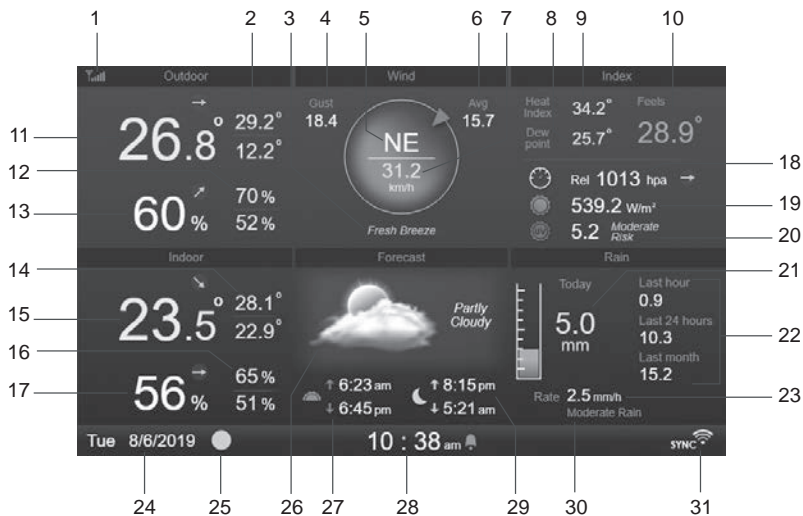 1 2 3 4 5 6 7 8 9 10
Outdoor Wind Index
Gust
18.4
Avg
15.7
NE
31.2
km/h
Fresh Breeze
26.8°
29.2°
12.2°
60%
70%
52%
Heat Index 34.2°
Dew point 25.7°
Feels
28.9°
Rel 1013 hpa
539.2 W/m²
5.2 Moderate Risk
11
12
13
14
15
16
17
18
19
20
21
22
23
Indoor Forecast Rain
23.5°
28.1°
22.9°
56%
65%
51%
Partly
Cloudy
↑ 6:23 am
↓ 6:45 pm
↑ 8:15 pm
↓ 5:21 am
Today
5.0
mm
Last hour
0.9
Last 24 hours
10.3
Last month
15.2
Rate 2.5 mm/h
Moderate Rain
Tue 8/6/2019 10 : 38 am SYNC
24 25 26 27 28 29 30 31